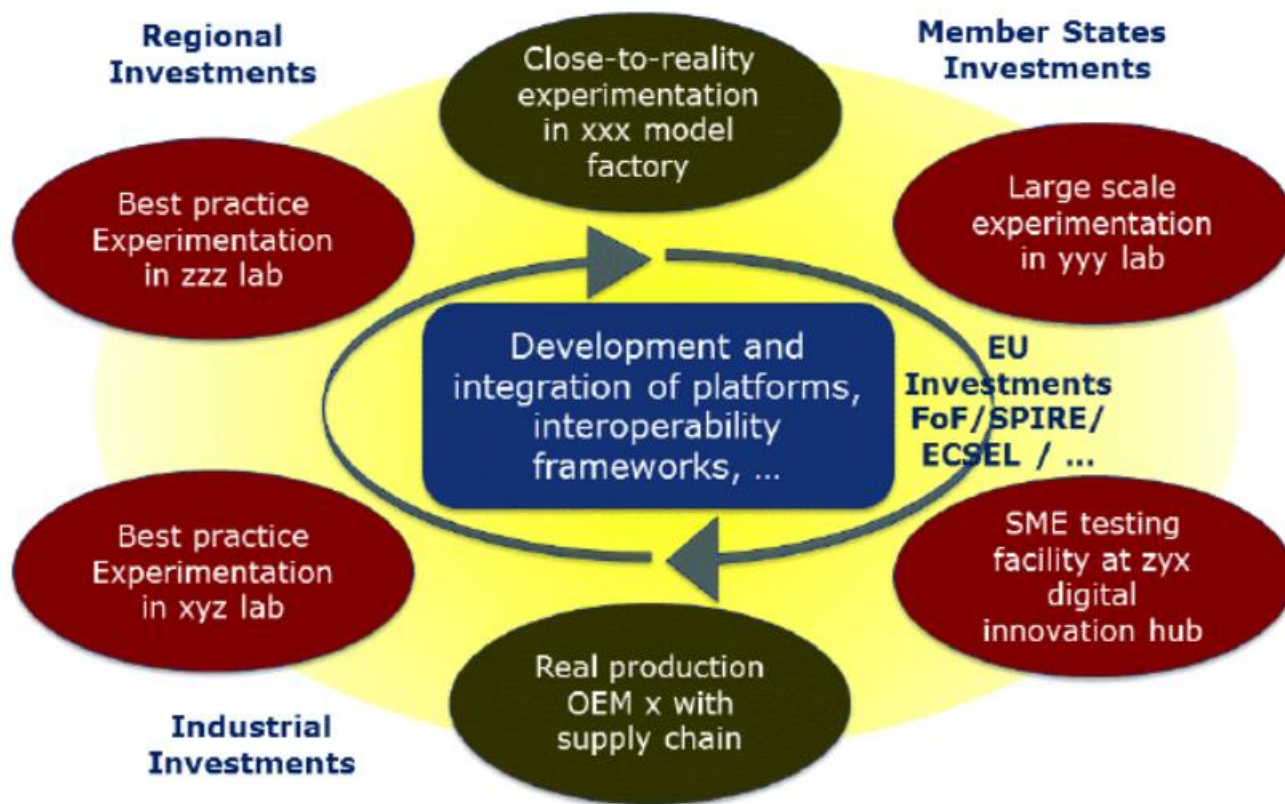 Regional
Investments
Close-to-reality
experimentation
in xxx model
factory
Member States
Investments
Best practice
Experimentation
in zzz lab
Large scale
experimentation
in yyy lab
Development and
integration of platforms,
interoperability
frameworks, ...
EU
Investments
FoF/SPIRE/
ECSEL / ...
Best practice
Experimentation
in xyz lab
SME testing
facility at zyx
digital
innovation hub
Real production
OEM x with
supply chain
Industrial
Investments